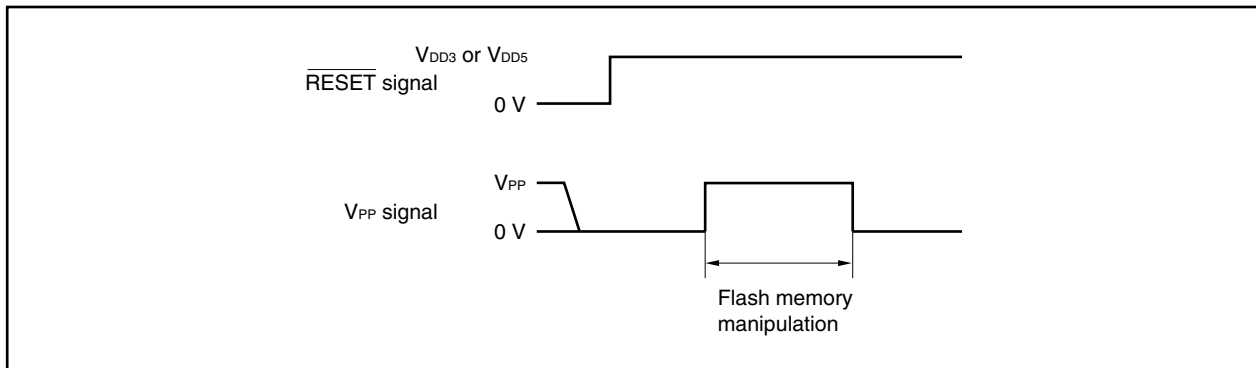 VDD3 or VDD5
RESET signal
0 V
VPP
VPP signal
0 V
Flash memory
manipulation